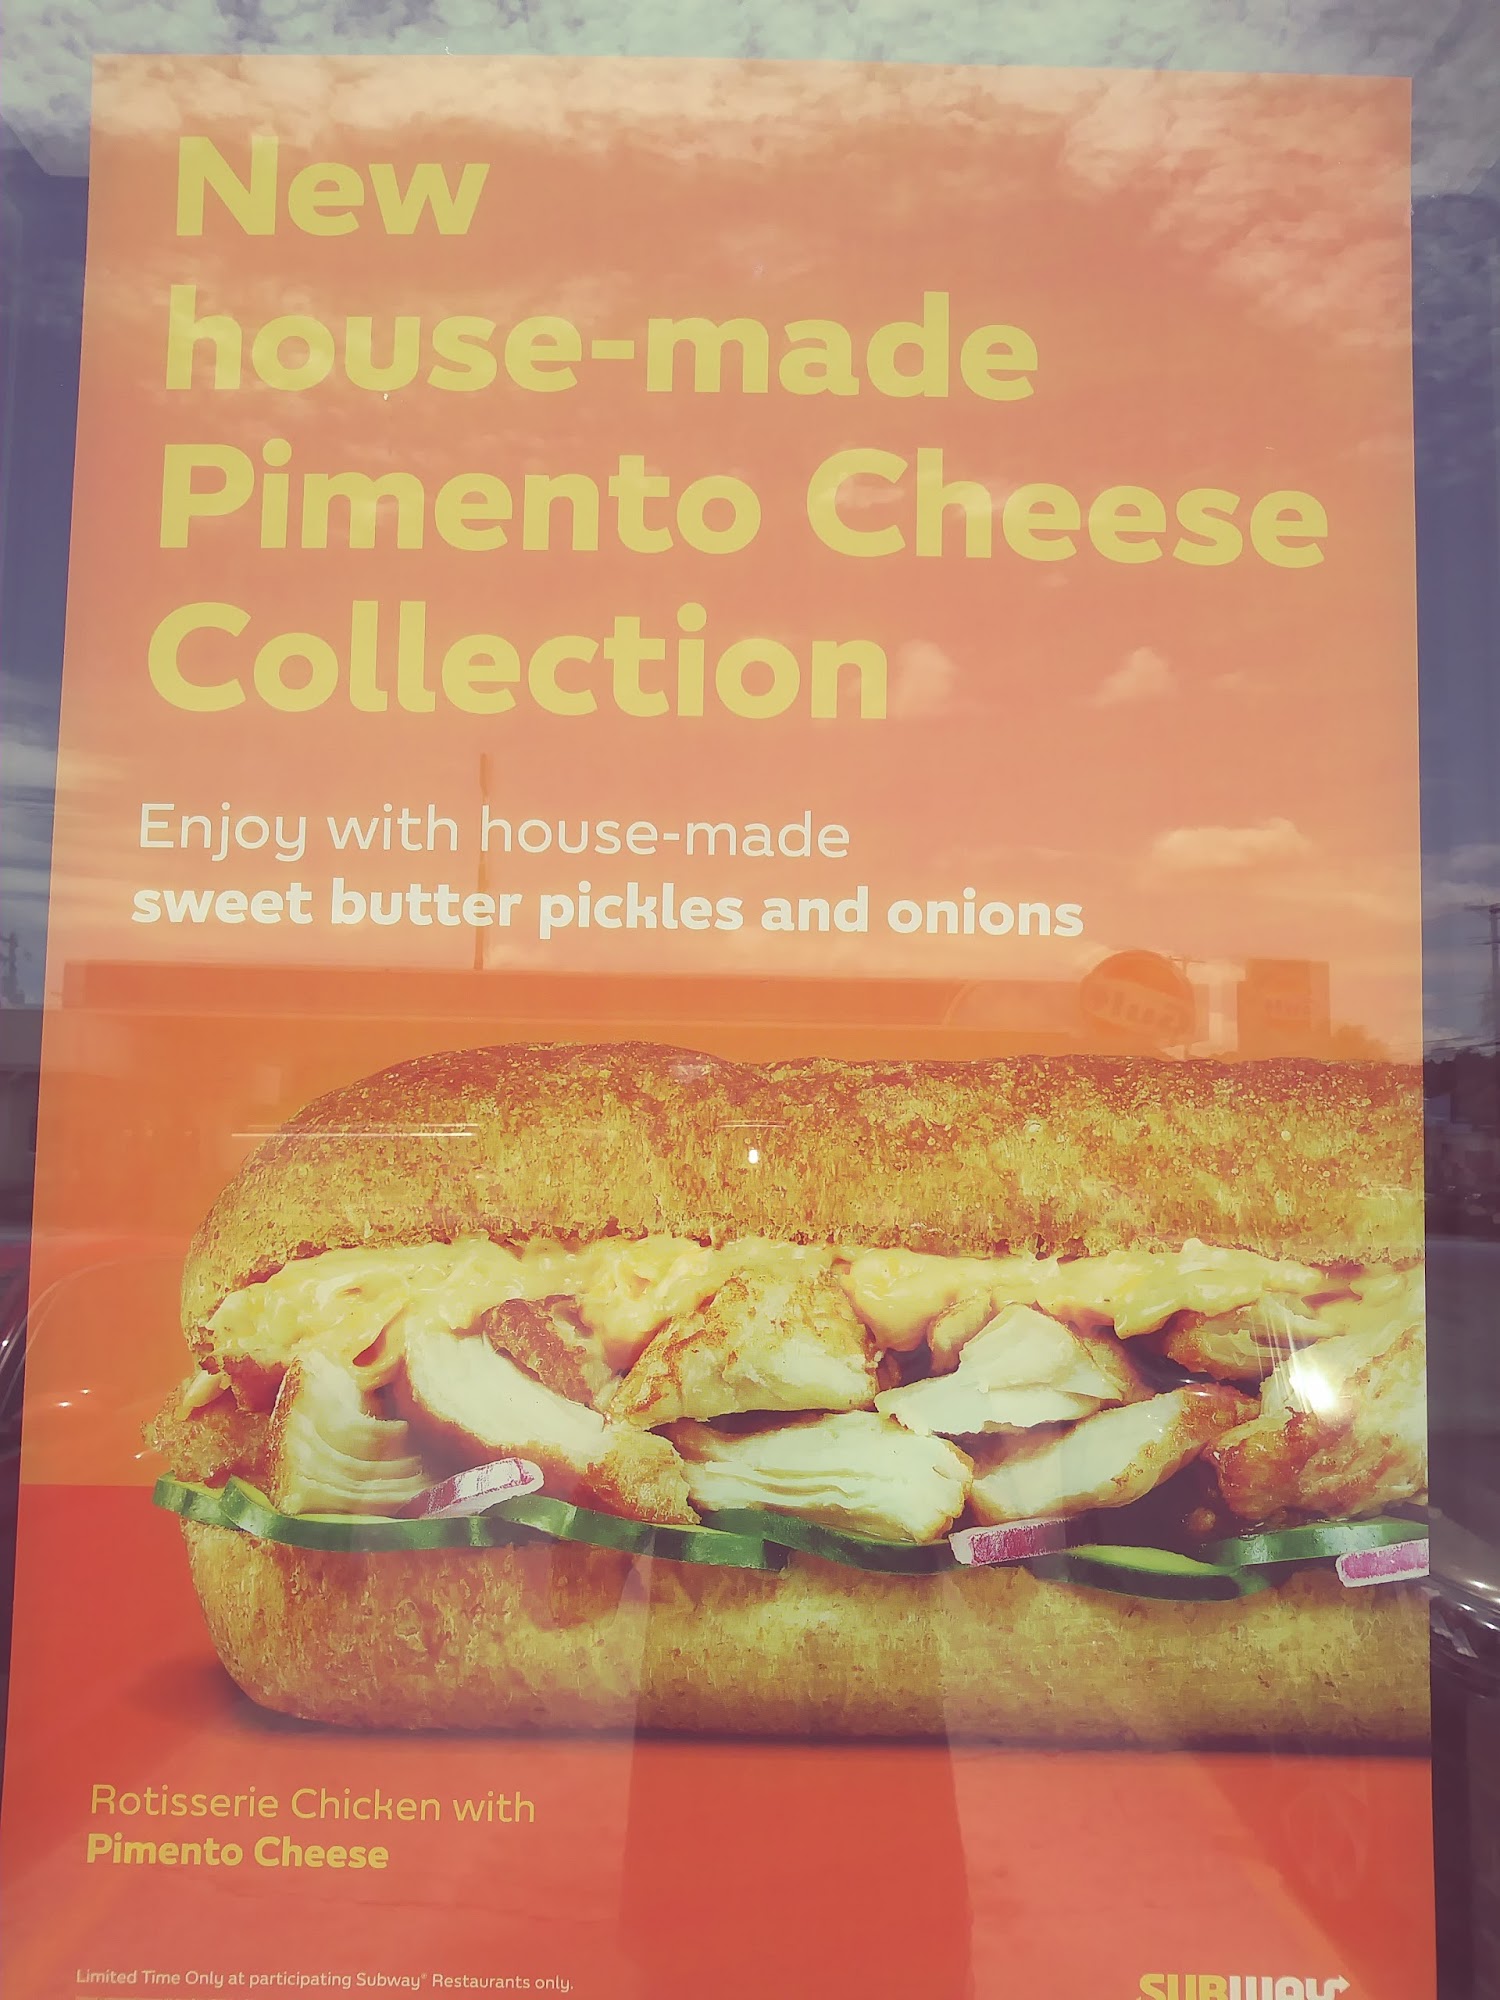 New
house-made
Pimento Cheese
Collection
Enjoy with house-made
sweet butter pickles and onions
Rotisserie Chicken with
Pimento Cheese
Limited Time Only at participating Subway® Restaurants only.
SUBWAY